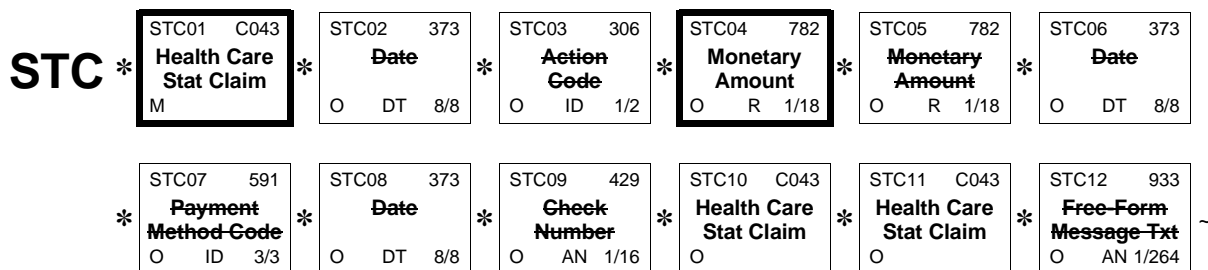 STC * STC01 C043 * STC02 373 * STC03 306 * STC04 782 * STC05 782 * STC06 373
Health Care Date Action Monetary Monetary Date
Stat Claim Code Amount Amount
M O DT 8/8 O ID 1/2 O R 1/18 O R 1/18 O DT 8/8
* STC07 591 * STC08 373 * STC09 429 * STC10 C043 * STC11 C043 * STC12 933 ~
Payment Date Check Health Care Health Care Free-Form
Method Code Number Stat Claim Stat Claim Message Txt
O ID 3/3 O DT 8/8 O AN 1/16 O O O AN 1/264